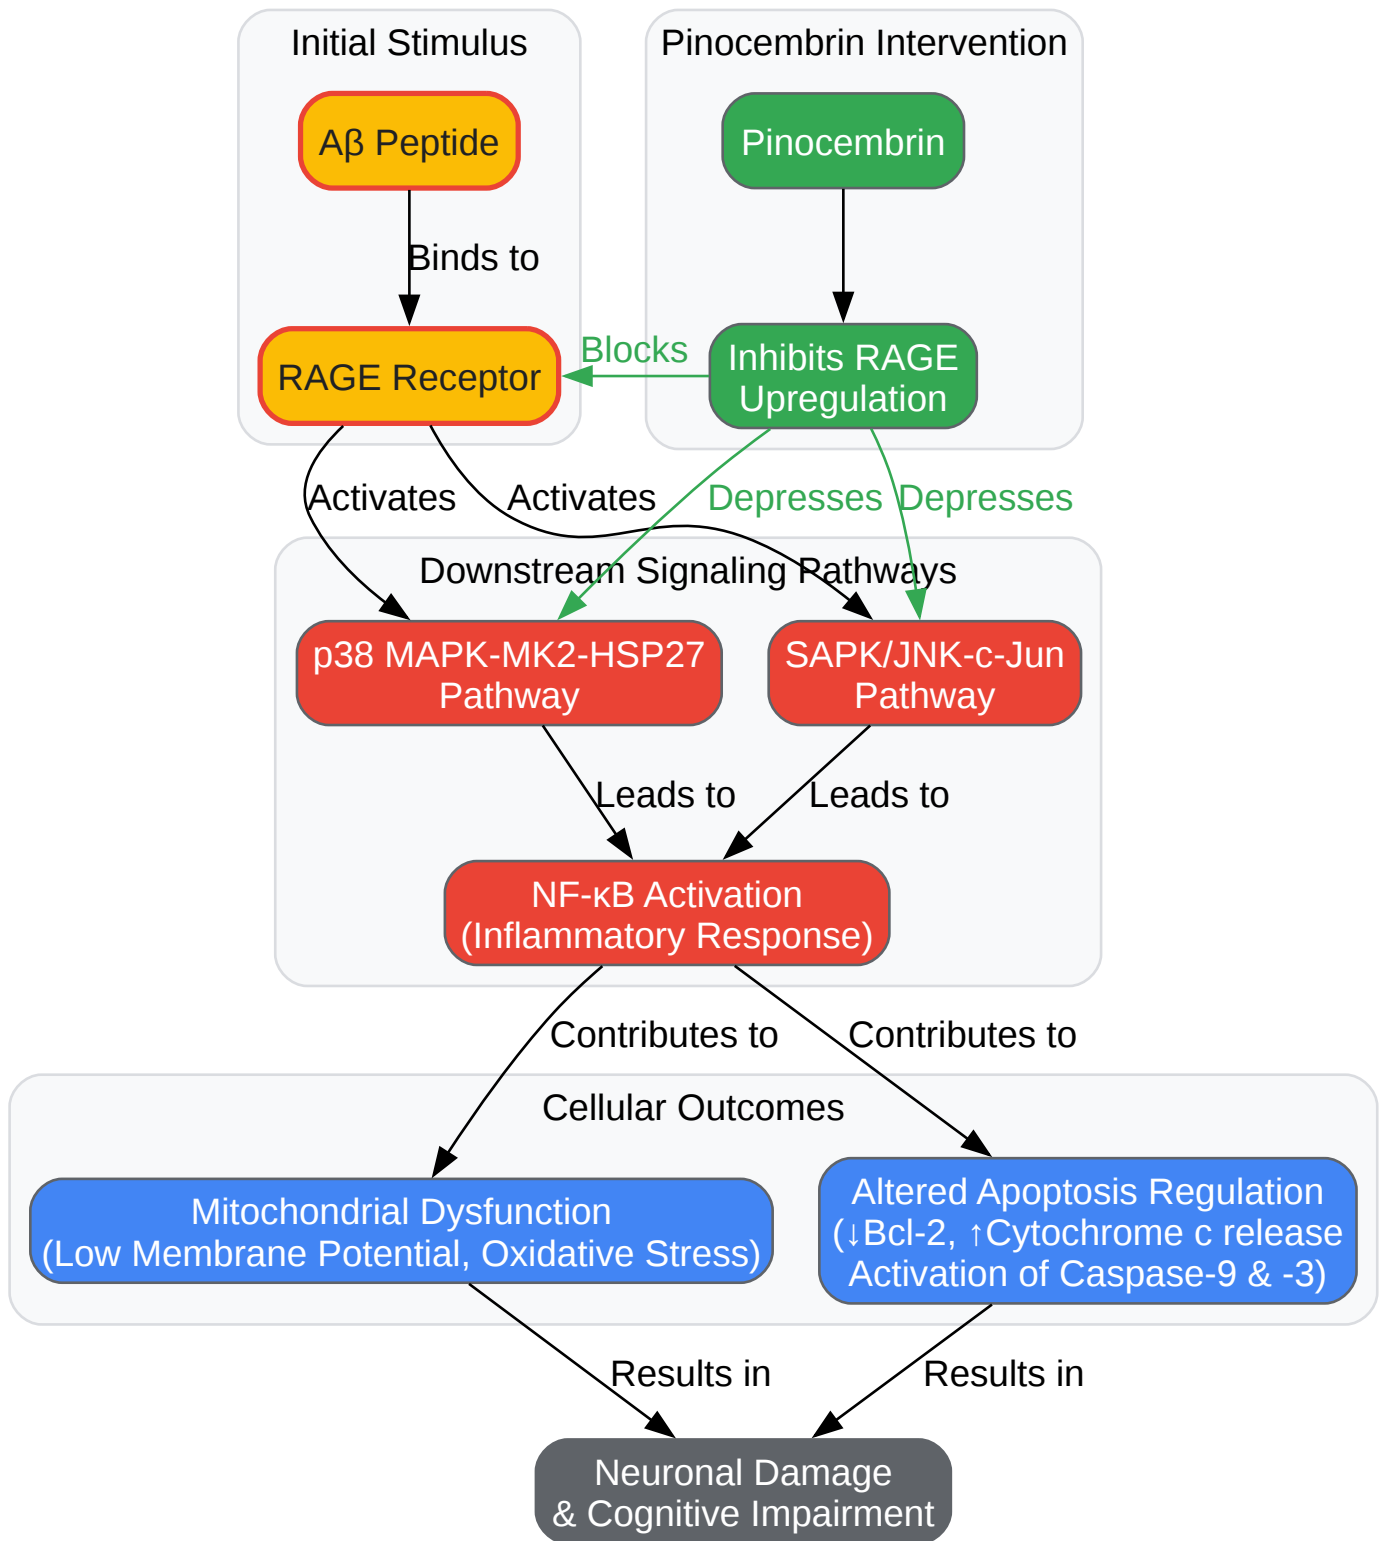 Initial Stimulus
Pinocembrin Intervention
Aβ Peptide
Pinocembrin
Binds to
RAGE Receptor
Blocks
Inhibits RAGE
Upregulation
Activates
Activates
Depresses
Depresses
Downstream Signaling Pathways
p38 MAPK-MK2-HSP27
Pathway
SAPK/JNK-c-Jun
Pathway
Leads to
Leads to
NF-κB Activation
(Inflammatory Response)
Contributes to
Contributes to
Cellular Outcomes
Mitochondrial Dysfunction
(Low Membrane Potential, Oxidative Stress)
Altered Apoptosis Regulation
(↓Bcl-2, ↑Cytochrome c release
Activation of Caspase-9 & -3)
Results in
Results in
Neuronal Damage
& Cognitive Impairment